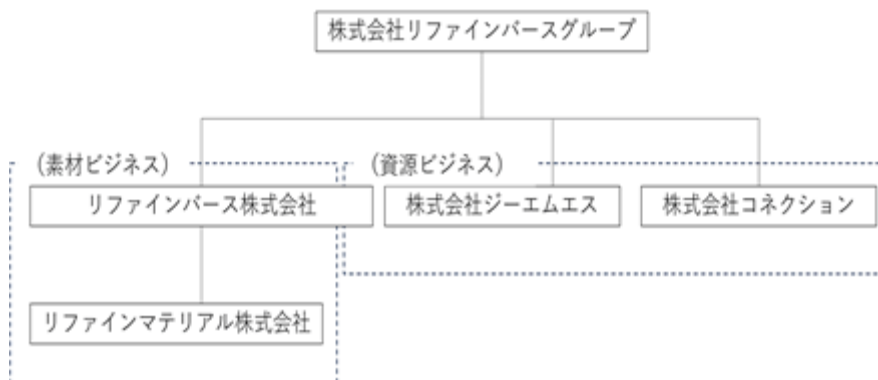 株式会社リファインバースグループ
（素材ビジネス）
（資源ビジネス）
リファインバース株式会社
株式会社ジーエムエス
株式会社コネクション
リファインマテリアル株式会社